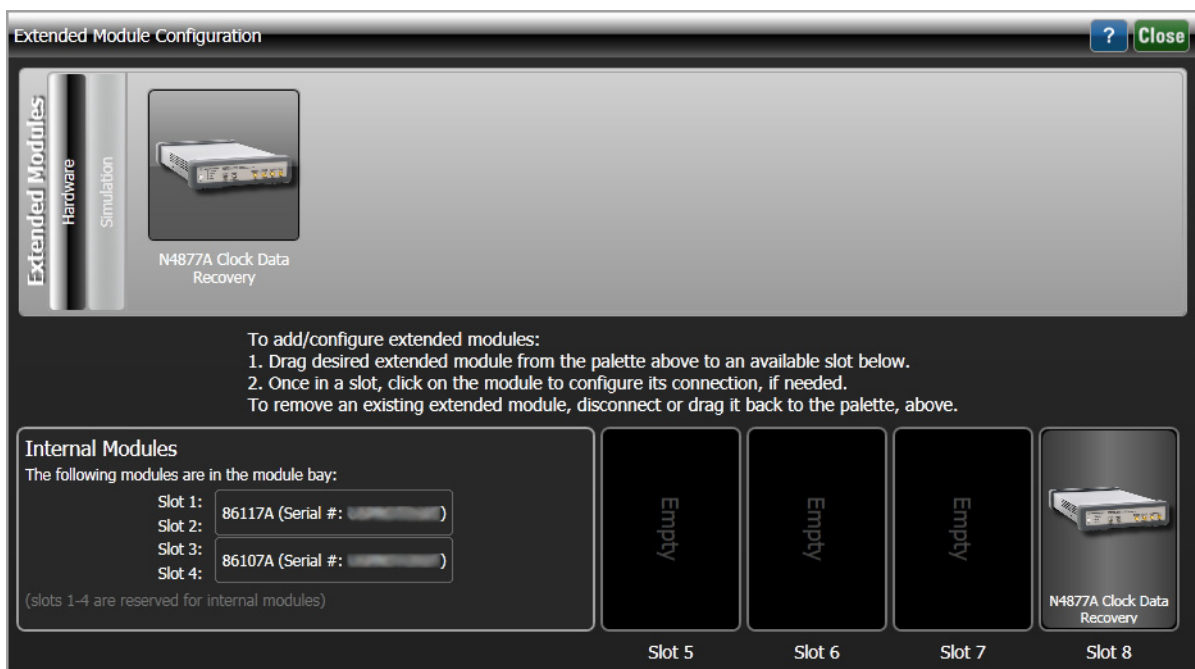 Extended Module Configuration
? Close
Extended Modules
Hardware
Simulation
N4877A Clock Data
Recovery
To add/configure extended modules:
1. Drag desired extended module from the palette above to an available slot below.
2. Once in a slot, click on the module to configure its connection, if needed.
To remove an existing extended module, disconnect or drag it back to the palette, above.
Internal Modules
The following modules are in the module bay:
Slot 1:
86117A (Serial #: )
Slot 2:
Slot 3:
86107A (Serial #: )
Slot 4:
(slots 1-4 are reserved for internal modules)
Empty
Empty
Empty
N4877A Clock Data
Recovery
Slot 5
Slot 6
Slot 7
Slot 8